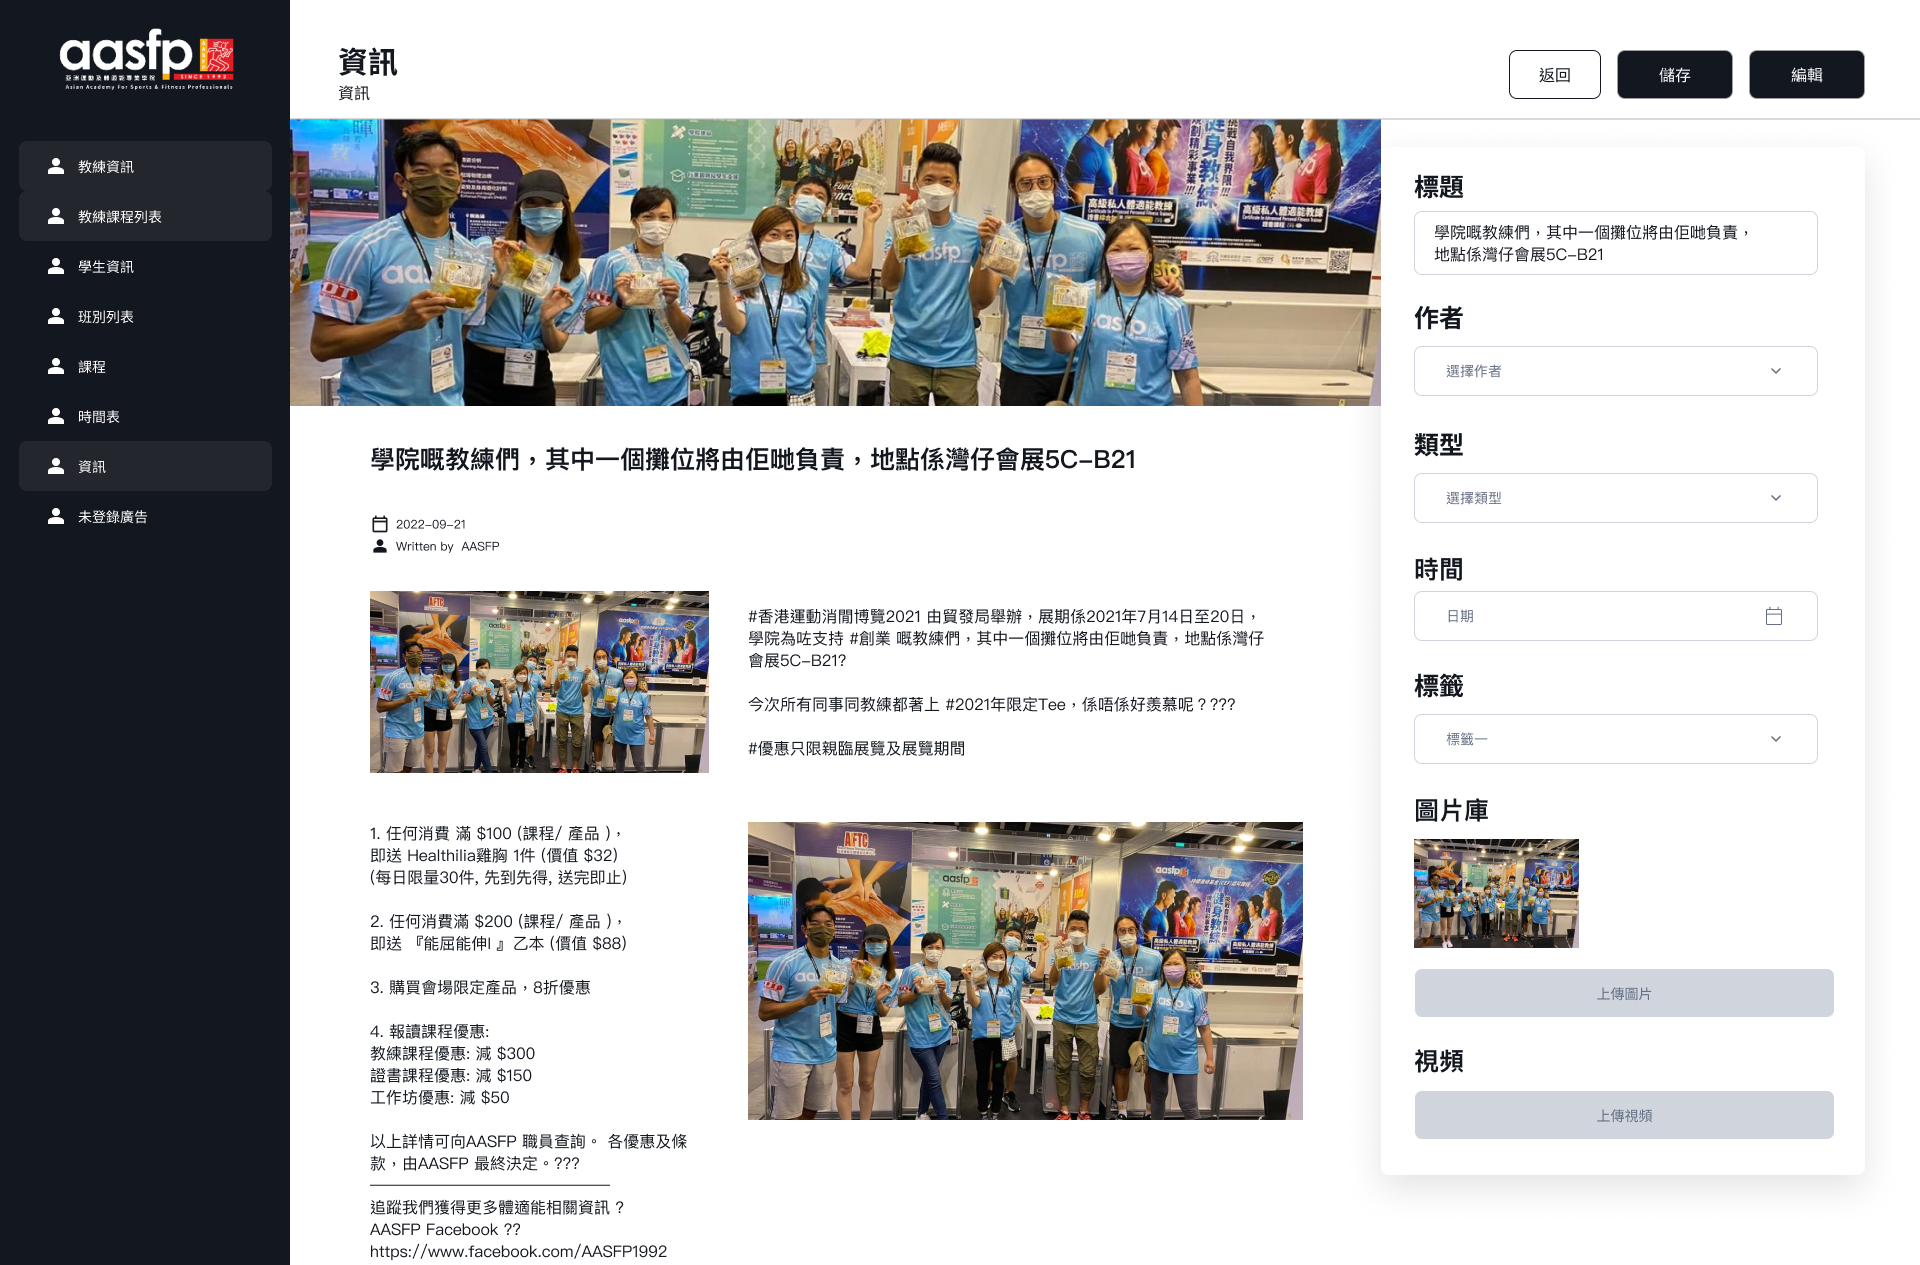 aasfp
亞洲運動及體適能專業學院
SINCE 1992
Asian Academy For Sports & Fitness Professionals
教練資訊
教練課程列表
學生資訊
班別列表
課程
時間表
資訊
未登錄廣告
資訊
資訊
返回
儲存
編輯
高級私人體適能教練
高級私人體適能教練
學院嘅教練們，其中一個攤位將由佢哋負責，地點係灣仔會展5C-B21
2022-09-21
Written by AASFP
#香港運動消閒博覽2021 由貿發局舉辦，展期係2021年7月14日至20日，
學院為咗支持 #創業 嘅教練們，其中一個攤位將由佢哋負責，地點係灣仔
會展5C-B21?
今次所有同事同教練都著上 #2021年限定Tee，係唔係好羨慕呢？???
#優惠只限親臨展覽及展覽期間
1. 任何消費 滿 $100 (課程/ 產品 )，
即送 Healthilia雞胸 1件 (價值 $32)
(每日限量30件, 先到先得, 送完即止)
2. 任何消費滿 $200 (課程/ 產品 )，
即送 『能屈能伸I 』乙本 (價值 $88)
3. 購買會場限定產品，8折優惠
4. 報讀課程優惠:
教練課程優惠: 減 $300
證書課程優惠: 減 $150
工作坊優惠: 減 $50
以上詳情可向AASFP 職員查詢。 各優惠及條
款，由AASFP 最終決定。???
追蹤我們獲得更多體適能相關資訊 ?
AASFP Facebook ??
https://www.facebook.com/AASFP1992
AFTC
aasfp
標題
學院嘅教練們，其中一個攤位將由佢哋負責，
地點係灣仔會展5C-B21
作者
選擇作者
類型
選擇類型
時間
日期
標籤
標籤一
圖片庫
上傳圖片
視頻
上傳視頻